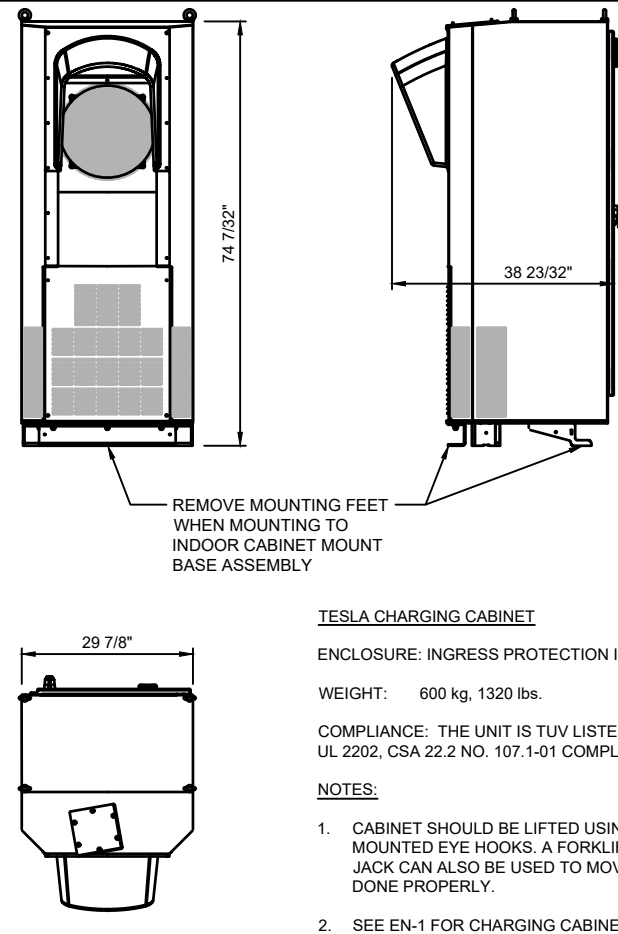 74 7/32"
38 23/32"
REMOVE MOUNTING FEET
WHEN MOUNTING TO
INDOOR CABINET MOUNT
BASE ASSEMBLY
29 7/8"
TESLA CHARGING CABINET
ENCLOSURE: INGRESS PROTECTION
WEIGHT: 600 kg, 1320 lbs.
COMPLIANCE: THE UNIT IS TUV
UL 2202, CSA 22.2 NO. 107.1-01
NOTES:
1. CABINET SHOULD BE LIFTED
MOUNTED EYE HOOKS. A
JACK CAN ALSO BE USED TO
DONE PROPERLY.
2. SEE EN-1 FOR CHARGING